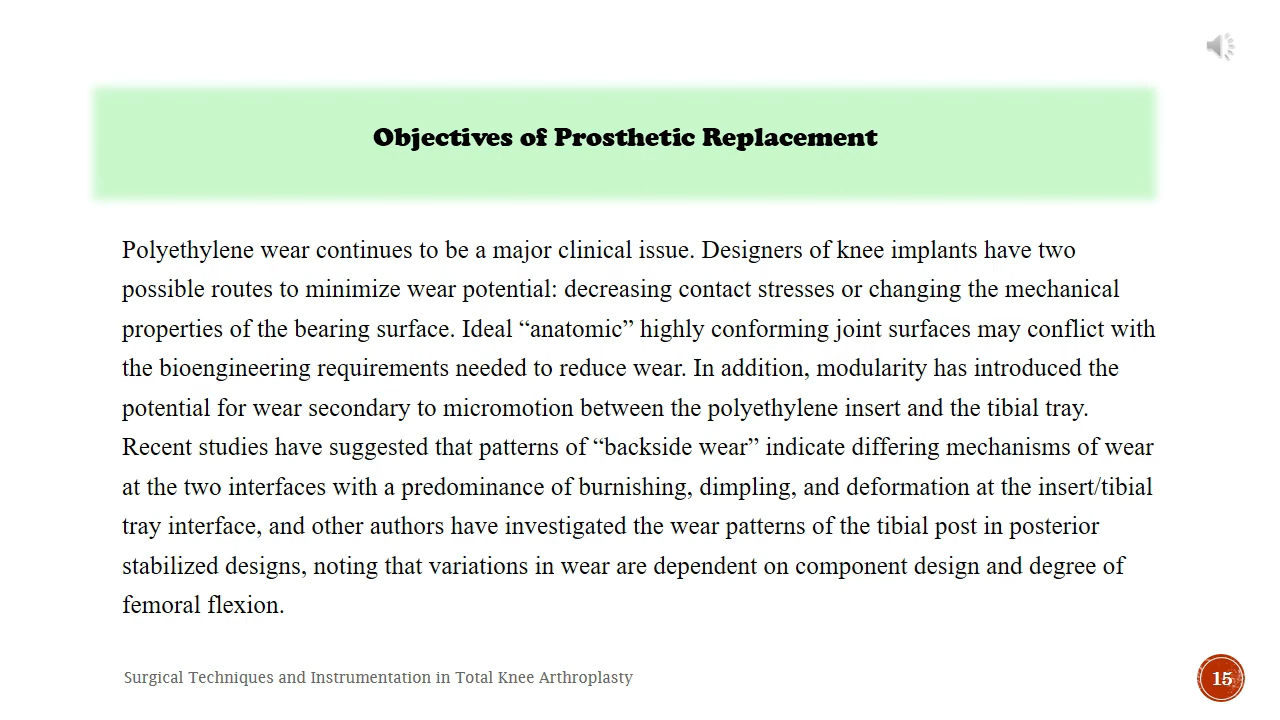 Objectives of Prosthetic Replacement
Polyethylene wear continues to be a major clinical issue. Designers of knee implants have two
possible routes to minimize wear potential: decreasing contact stresses or changing the mechanical
properties of the bearing surface. Ideal “anatomic” highly conforming joint surfaces may conflict with
the bioengineering requirements needed to reduce wear. In addition, modularity has introduced the
potential for wear secondary to micromotion between the polyethylene insert and the tibial tray.
Recent studies have suggested that patterns of “backside wear” indicate differing mechanisms of wear
at the two interfaces with a predominance of burnishing, dimpling, and deformation at the insert/tibial
tray interface, and other authors have investigated the wear patterns of the tibial post in posterior
stabilized designs, noting that variations in wear are dependent on component design and degree of
femoral flexion.
Surgical Techniques and Instrumentation in Total Knee Arthroplasty
15